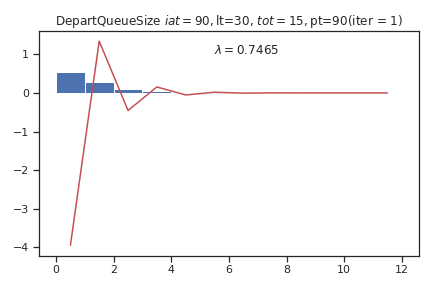 DepartQueueSize iat = 90,lt=30, tot = 15,pt=90(iter = 1)
λ = 0.7465
1
0
−1
−2
−3
−4
0 2 4 6 8 10 12